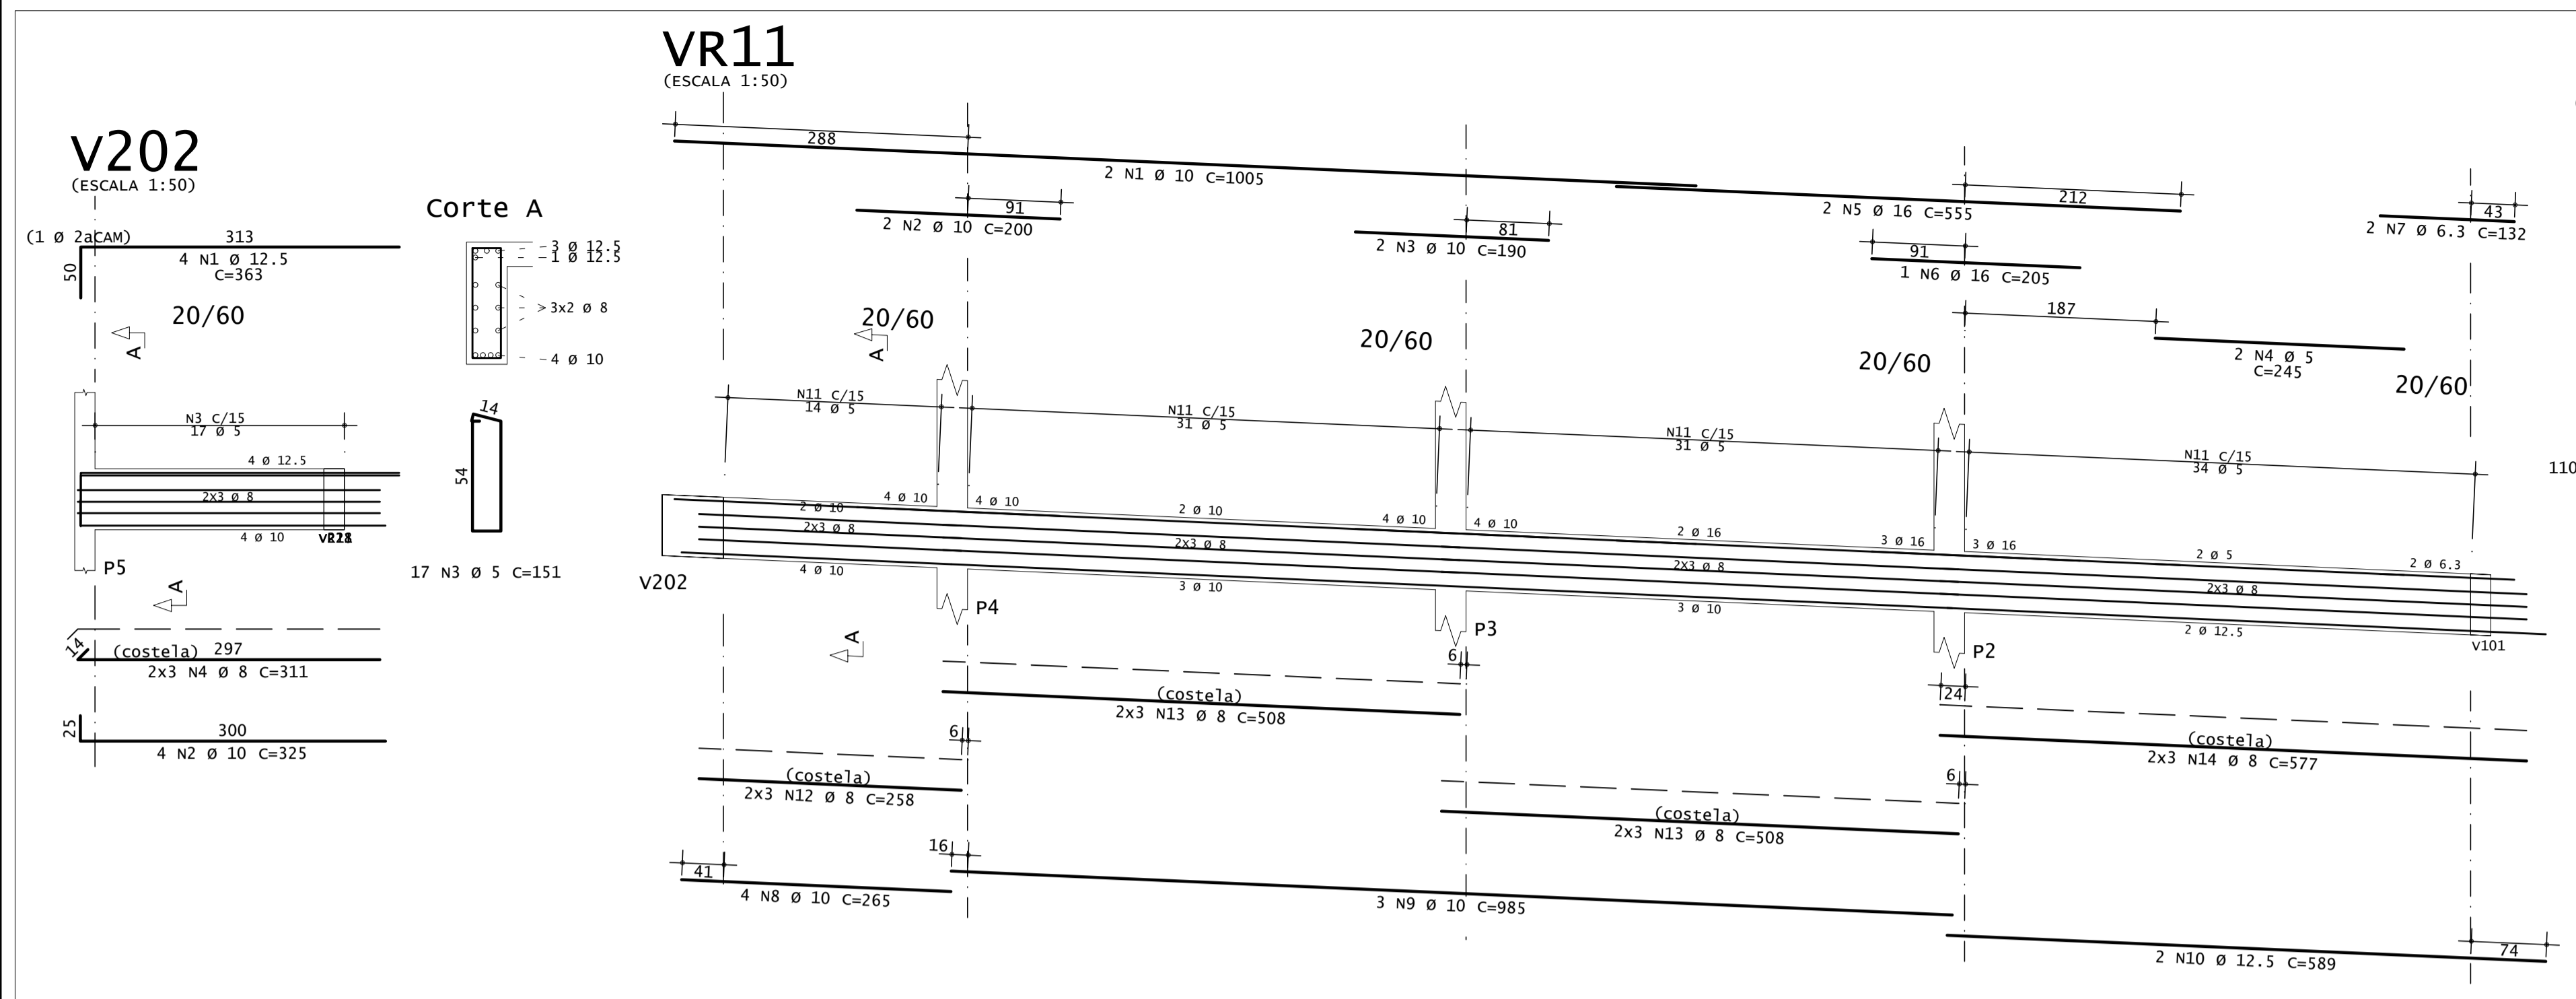 V202
(ESCALA 1:50)
(1 Ø 2aCAM)
313
4 N1 Ø 12.5
C=363
50
20/60
A
N3 C/15
17 Ø 5
4 Ø 12.5
2x3 Ø 8
4 Ø 10
P5
A
14
(costela) 297
2x3 N4 Ø 8 C=311
25
300
4 N2 Ø 10 C=325
Corte A
3 Ø 12.5
1 Ø 12.5
3x2 Ø 8
4 Ø 10
14
54
17 N3 Ø 5 C=151
VR11
(ESCALA 1:50)
288
2 N1 Ø 10 C=1005
91
2 N2 Ø 10 C=200
81
2 N3 Ø 10 C=190
2 N5 Ø 16 C=555
212
91
1 N6 Ø 16 C=205
43
2 N7 Ø 6.3 C=132
187
2 N4 Ø 5
C=245
20/60
A
20/60
20/60
20/60
110
N11 C/15
14 Ø 5
N11 C/15
31 Ø 5
N11 C/15
31 Ø 5
N11 C/15
34 Ø 5
2 Ø 10
4 Ø 10
4 Ø 10
2 Ø 10
4 Ø 10
4 Ø 10
2 Ø 16
3 Ø 16
3 Ø 16
2 Ø 5
2 Ø 6.3
2x3 Ø 8
2x3 Ø 8
2x3 Ø 8
2x3 Ø 8
4 Ø 10
3 Ø 10
3 Ø 10
2 Ø 12.5
V202
P4
P3
P2
V101
A
6
24
(costela)
2x3 N13 Ø 8 C=508
(costela)
2x3 N14 Ø 8 C=577
6
(costela)
2x3 N12 Ø 8 C=258
6
(costela)
2x3 N13 Ø 8 C=508
41
4 N8 Ø 10 C=265
16
3 N9 Ø 10 C=985
74
2 N10 Ø 12.5 C=589